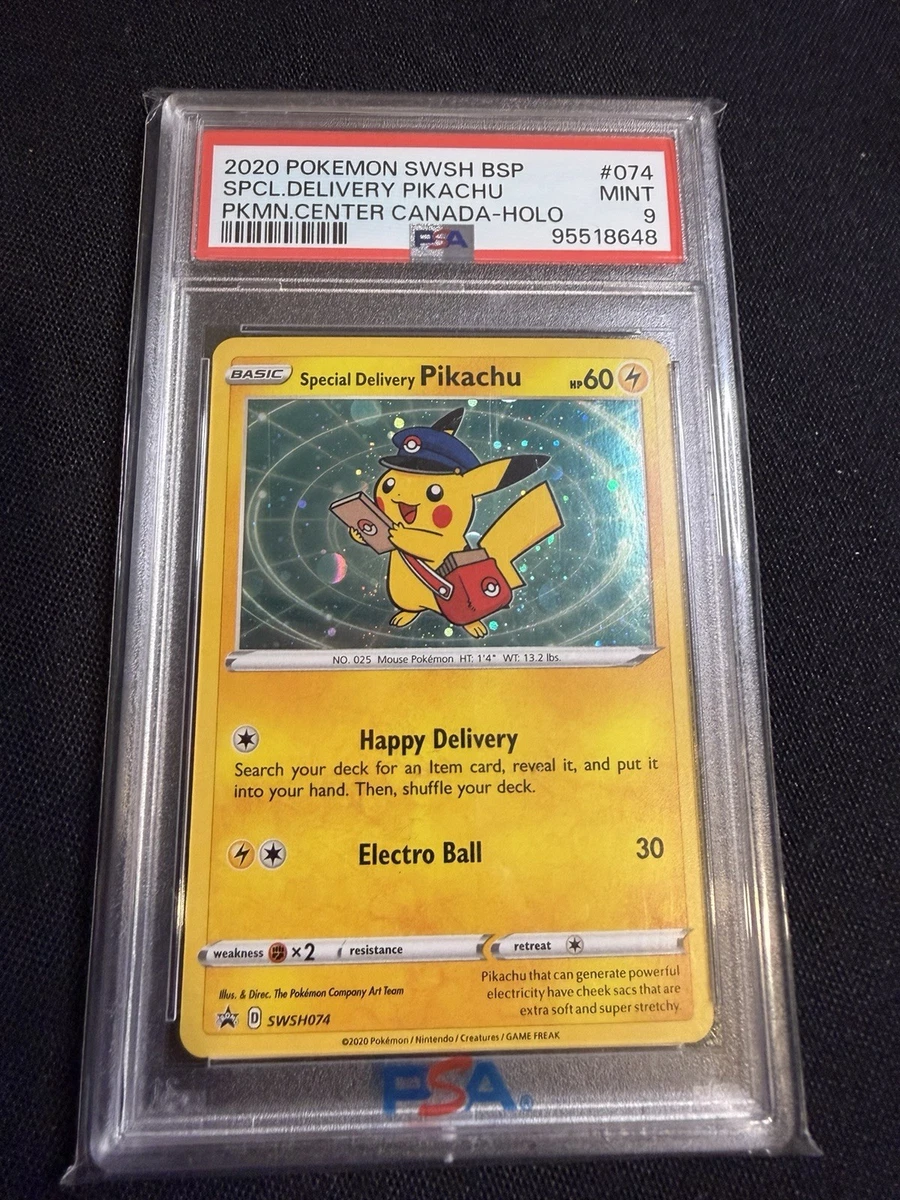 2020 POKEMON SWSH BSP #074
SPCL.DELIVERY PIKACHU MINT
PKMN.CENTER CANADA-HOLO 9
PSA 95518648
BASIC Special Delivery Pikachu HP60
NO. 025 Mouse Pokémon HT: 1'4" WT: 13.2 lbs.
Happy Delivery
Search your deck for an Item card, reveal it, and put it
into your hand. Then, shuffle your deck.
Electro Ball 30
weakness ×2 resistance retreat
Pikachu that can generate powerful
electricity have cheek sacs that are
extra soft and super stretchy.
Illus. & Direc. The Pokémon Company Art Team
PROMO D SWSH074
©2020 Pokémon / Nintendo / Creatures / GAME FREAK
PSA®